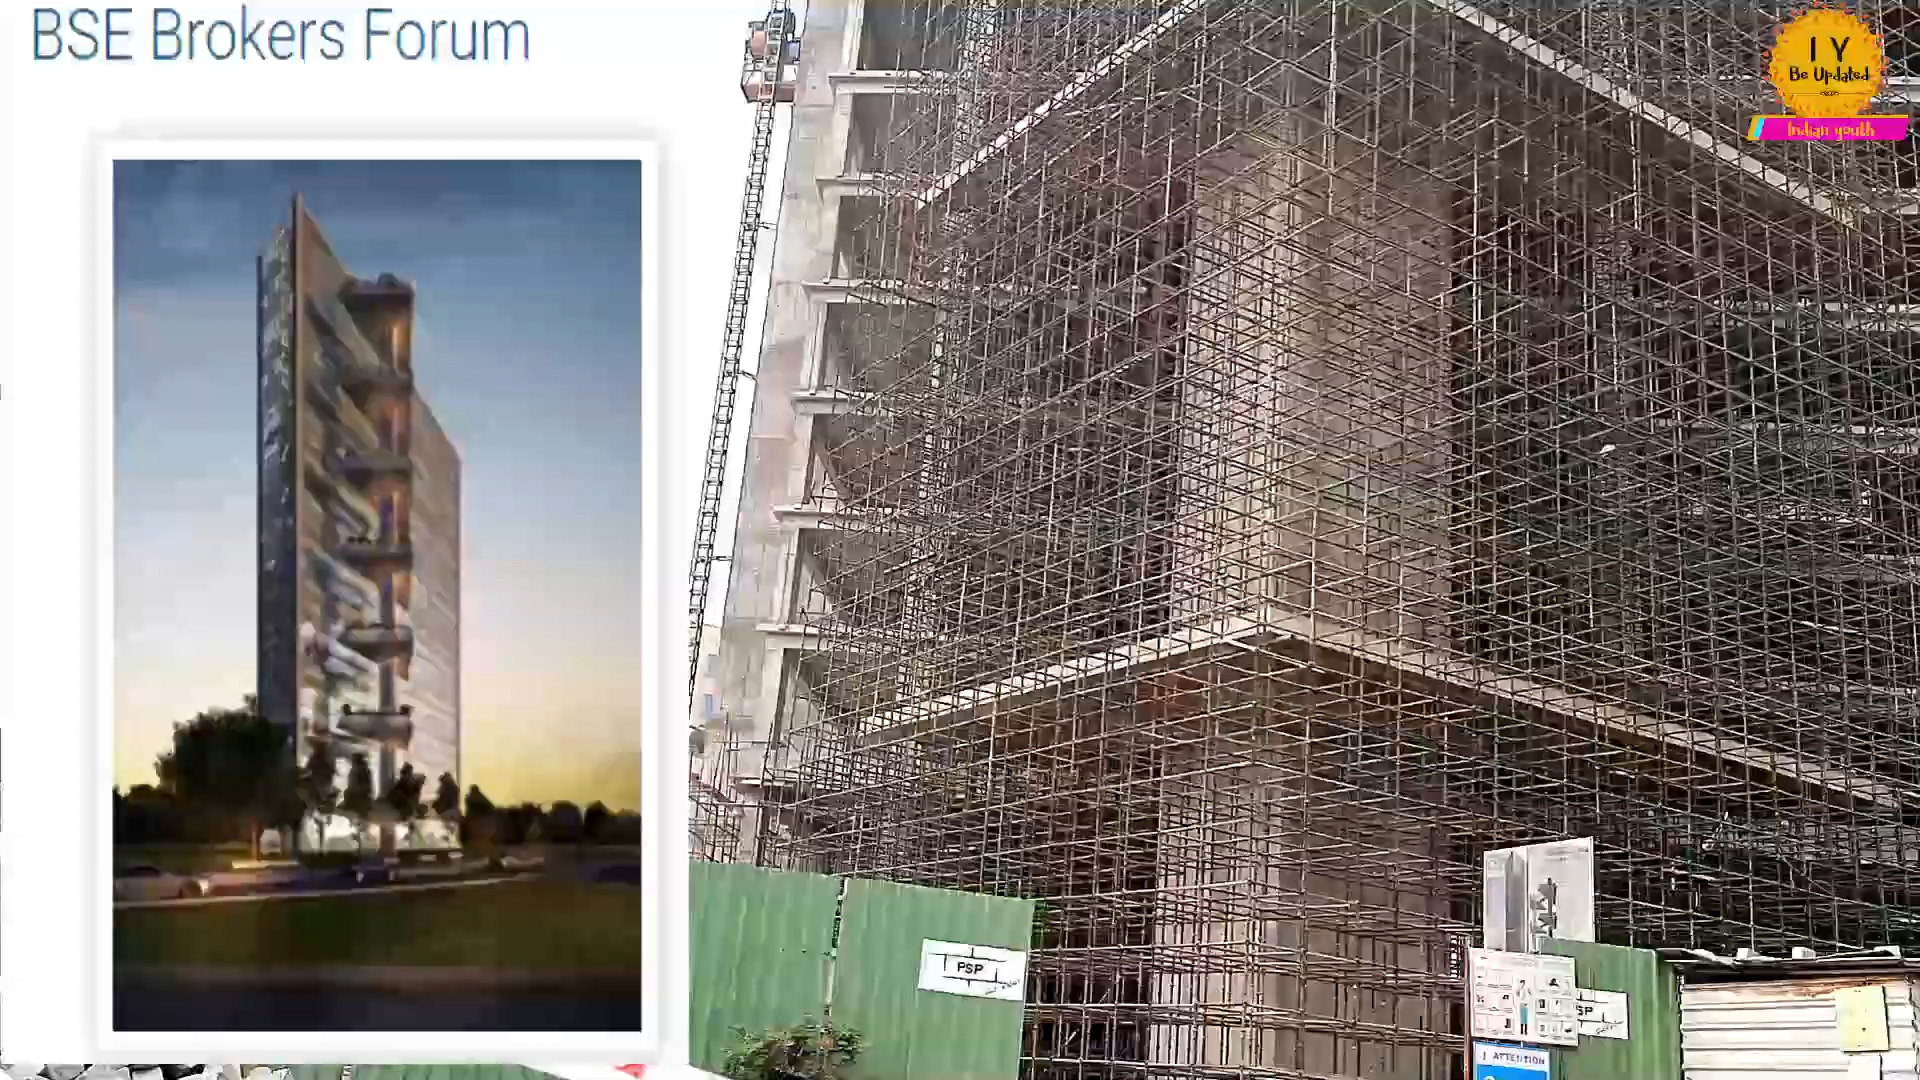 BSE Brokers Forum
I Y
Be Updated
Indian youth
PSP
SP
! ATTENTION